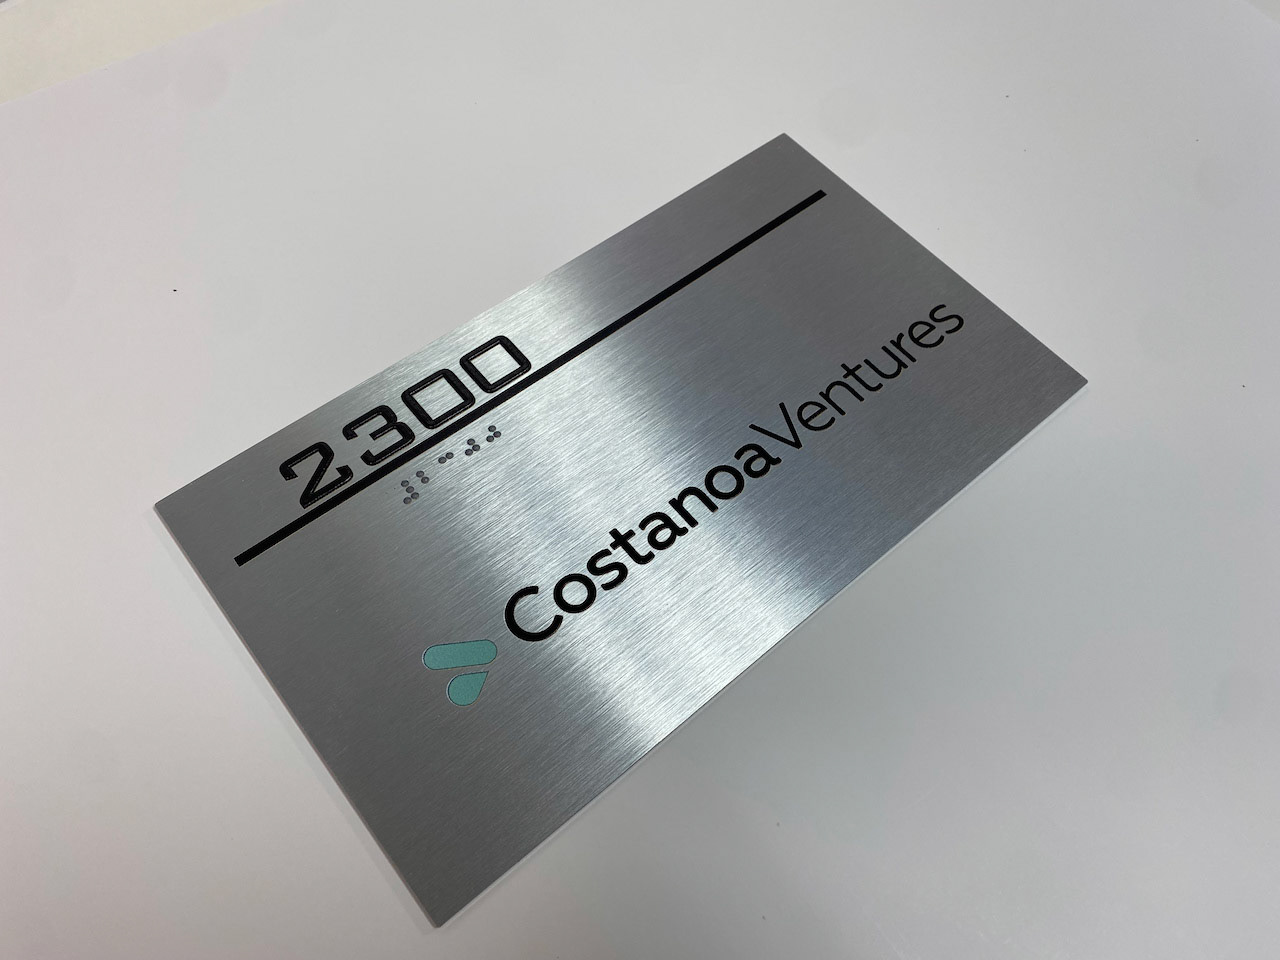 2300
⠼⠃⠉⠚⠚
CostanoaVentures